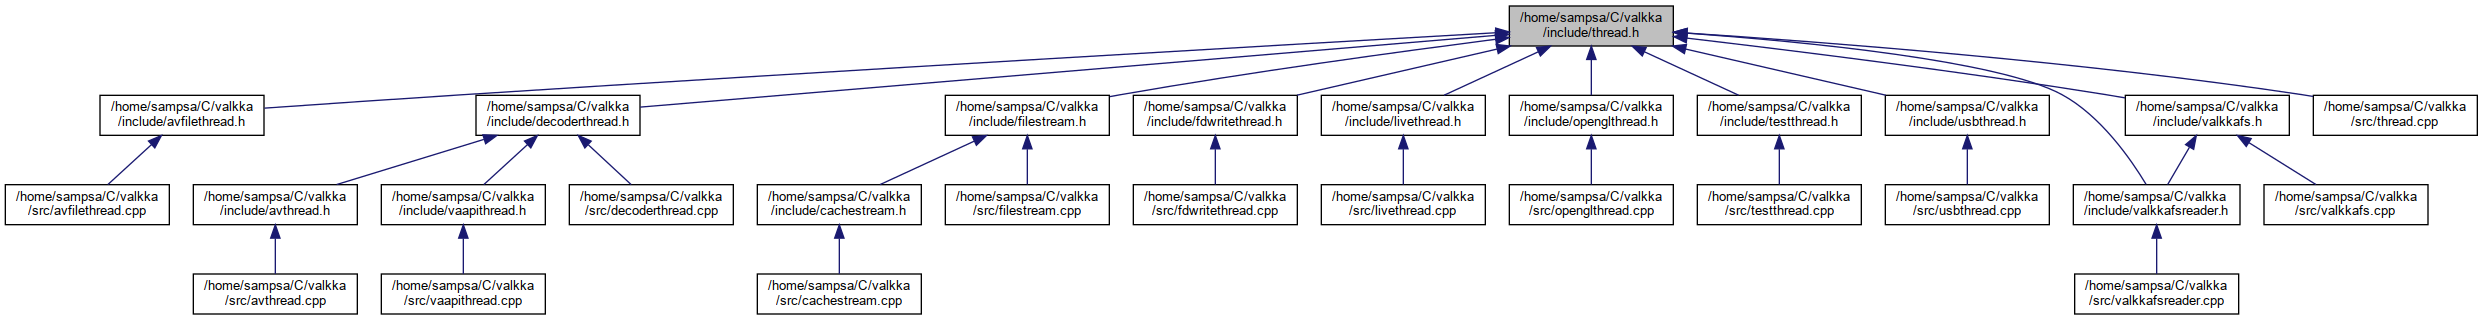 /home/sampsa/C/valkka
/include/thread.h
/home/sampsa/C/valkka
/include/avfilethread.h
/home/sampsa/C/valkka
/include/decoderthread.h
/home/sampsa/C/valkka
/include/filestream.h
/home/sampsa/C/valkka
/include/fdwritethread.h
/home/sampsa/C/valkka
/include/livethread.h
/home/sampsa/C/valkka
/include/openglthread.h
/home/sampsa/C/valkka
/include/testthread.h
/home/sampsa/C/valkka
/include/usbthread.h
/home/sampsa/C/valkka
/include/valkkafs.h
/home/sampsa/C/valkka
/src/thread.cpp
/home/sampsa/C/valkka
/src/avfilethread.cpp
/home/sampsa/C/valkka
/include/avthread.h
/home/sampsa/C/valkka
/include/vaapithread.h
/home/sampsa/C/valkka
/src/decoderthread.cpp
/home/sampsa/C/valkka
/include/cachestream.h
/home/sampsa/C/valkka
/src/filestream.cpp
/home/sampsa/C/valkka
/src/fdwritethread.cpp
/home/sampsa/C/valkka
/src/livethread.cpp
/home/sampsa/C/valkka
/src/openglthread.cpp
/home/sampsa/C/valkka
/src/testthread.cpp
/home/sampsa/C/valkka
/src/usbthread.cpp
/home/sampsa/C/valkka
/include/valkkafsreader.h
/home/sampsa/C/valkka
/src/valkkafs.cpp
/home/sampsa/C/valkka
/src/avthread.cpp
/home/sampsa/C/valkka
/src/vaapithread.cpp
/home/sampsa/C/valkka
/src/cachestream.cpp
/home/sampsa/C/valkka
/src/valkkafsreader.cpp